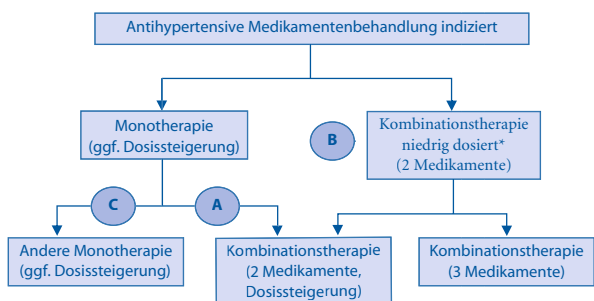 Antihypertensive Medikamentenbehandlung indiziert
Monotherapie
(ggf. Dosissteigerung)
B
Kombinationstherapie
niedrig dosiert*
(2 Medikamente)
C
A
Andere Monotherapie
(ggf. Dosissteigerung)
Kombinationstherapie
(2 Medikamente,
Dosissteigerung)
Kombinationstherapie
(3 Medikamente)